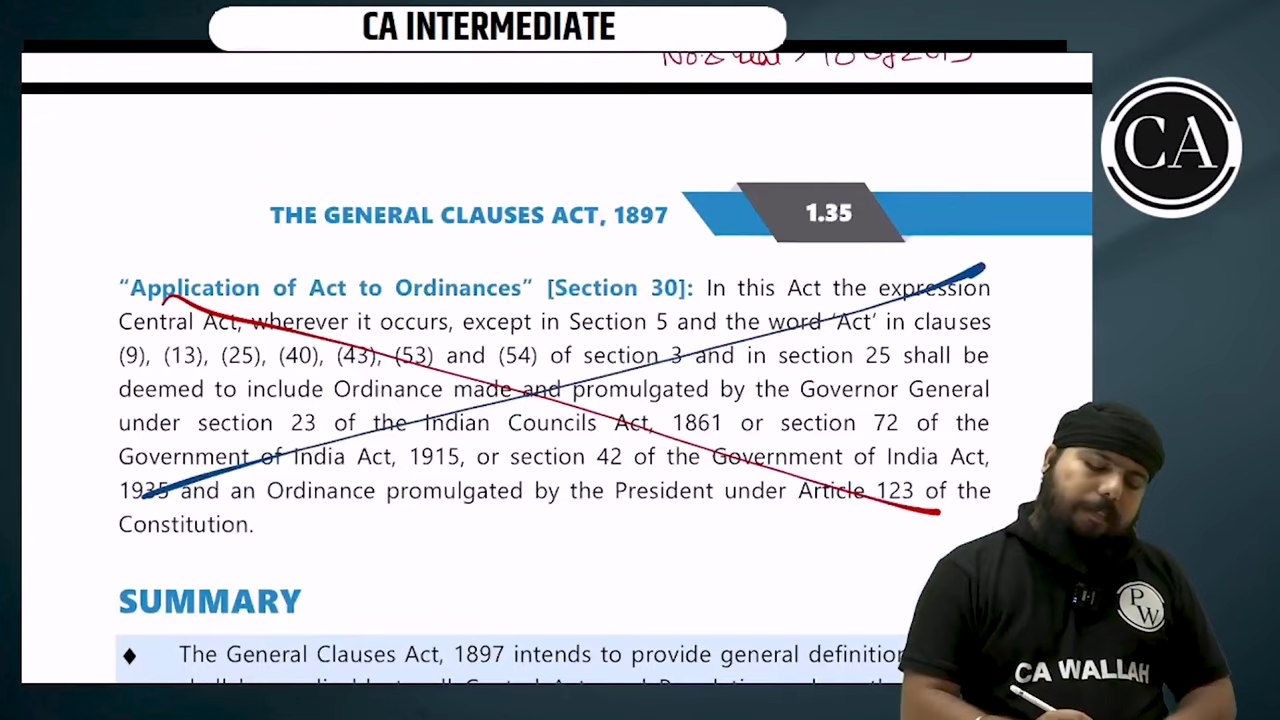 CA INTERMEDIATE
THE GENERAL CLAUSES ACT, 1897
1.35
CA
“Application of Act to Ordinances” [Section 30]: In this Act the expression
Central Act, wherever it occurs, except in Section 5 and the word ‘Act’ in clauses
(9), (13), (25), (40), (43), (53) and (54) of section 3 and in section 25 shall be
deemed to include Ordinance made and promulgated by the Governor General
under section 23 of the Indian Councils Act, 1861 or section 72 of the
Government of India Act, 1915, or section 42 of the Government of India Act,
1935 and an Ordinance promulgated by the President under Article 123 of the
Constitution.
SUMMARY
The General Clauses Act, 1897 intends to provide general
PW
CA WALLAH